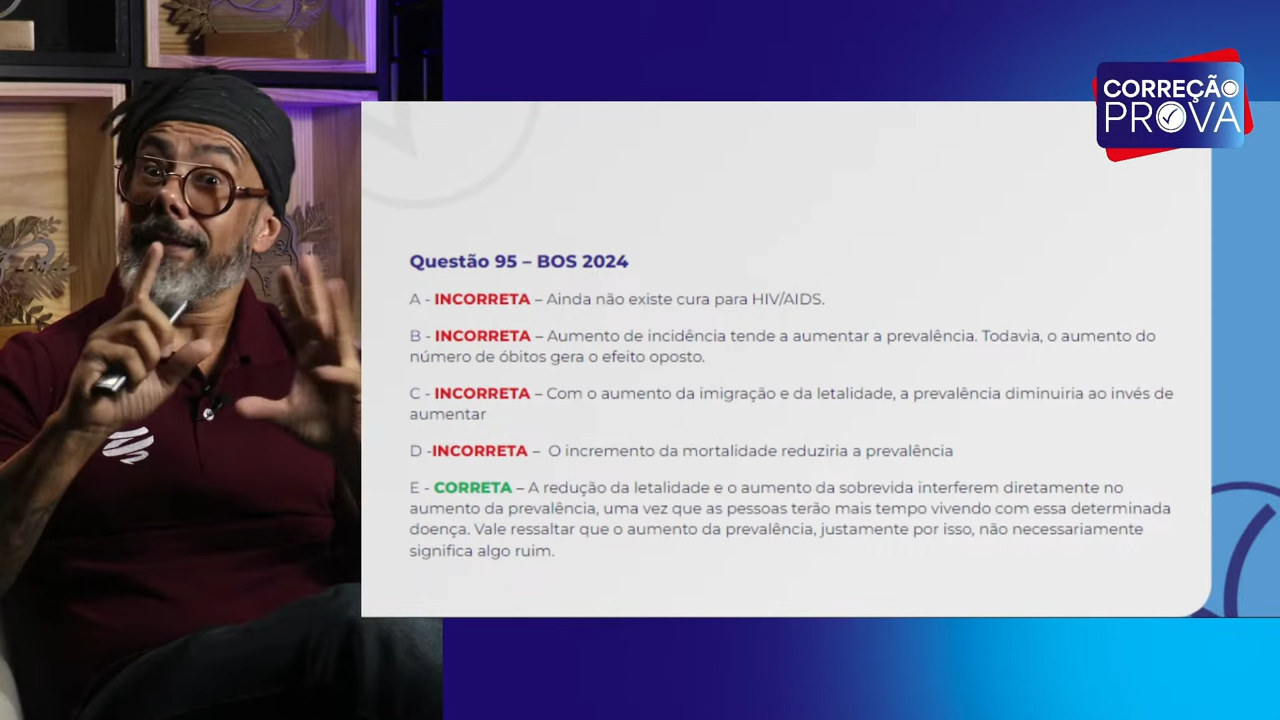 CORREÇÃO
PROVA
Questão 95 – BOS 2024
A - INCORRETA – Ainda não existe cura para HIV/AIDS.
B - INCORRETA – Aumento de incidência tende a aumentar a prevalência. Todavia, o aumento do
número de óbitos gera o efeito oposto.
C - INCORRETA – Com o aumento da imigração e da letalidade, a prevalência diminuiria ao invés de
aumentar
D -INCORRETA – O incremento da mortalidade reduziria a prevalência
E - CORRETA – A redução da letalidade e o aumento da sobrevida interferem diretamente no
aumento da prevalência, uma vez que as pessoas terão mais tempo vivendo com essa determinada
doença. Vale ressaltar que o aumento da prevalência, justamente por isso, não necessariamente
significa algo ruim.